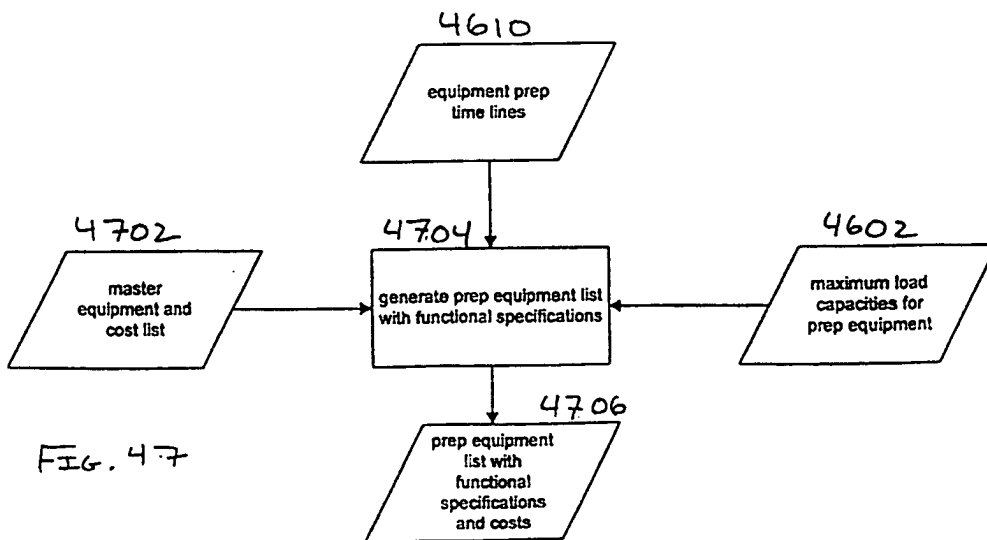 4610
equipment prep
time lines
4702
master
equipment and
cost list
4704
generate prep equipment list
with functional specifications
4602
maximum load
capacities for
prep equipment
4706
prep equipment
list with
functional
specifications
and costs
FIG. 47